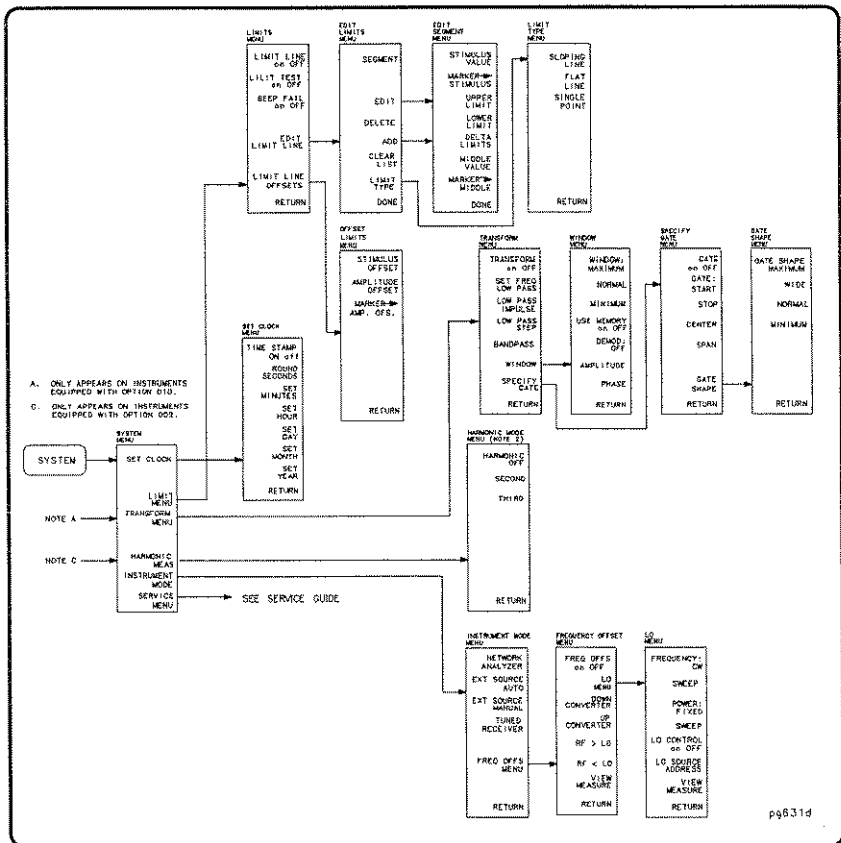 LIMITS
MENU
LIMIT LINE
on OFF
LILIT TEST
on OFF
BEEP FAIL
on OFF
EDIT
LIMIT LINE
LIMIT LINE
OFFSETS
RETURN
EDIT
LIMITS
MENU
SEGMENT
EDIT
DELETE
ADD
CLEAR
LIST
LIMIT
TYPE
DONE
EDIT
SEGMENT
MENU
STIMULUS
VALUE
MARKER→
STIMULUS
UPPER
LIMIT
LOWER
LIMIT
DELTA
LIMITS
MIDDLE
VALUE
MARKER→
MIDDLE
DONE
LIMIT
TYPE
MENU
SLOPING
LINE
FLAT
LINE
SINGLE
POINT
RETURN
OFFSET
LIMITS
MENU
STIMULUS
OFFSET
AMPLITUDE
OFFSET
MARKER→
AMP. OFS.
RETURN
TRANSFORM
MENU
TRANSFORM
on OFF
SET FREQ
LOW PASS
LOW PASS
IMPULSE
LOW PASS
STEP
BANDPASS
WINDOW
SPECIFY
GATE
RETURN
WINDOW
MENU
WINDOW:
MAXIMUM
NORMAL
MINIMUM
USE MEMORY
on OFF
DEMOD:
OFF
AMPLITUDE
PHASE
RETURN
SPECIFY
GATE
MENU
GATE
on OFF
GATE:
START
STOP
CENTER
SPAN
GATE
SHAPE
RETURN
GATE
SHAPE
MENU
GATE SHAPE
MAXIMUM
WIDE
NORMAL
MINIMUM
RETURN
SET CLOCK
MENU
TIME STAMP
ON off
ROUND
SECONDS
SET
MINUTES
SET
HOUR
SET
DAY
SET
MONTH
SET
YEAR
RETURN
A. ONLY APPEARS ON INSTRUMENTS
EQUIPPED WITH OPTION 010.
C. ONLY APPEARS ON INSTRUMENTS
EQUIPPED WITH OPTION 002.
SYSTEM
NOTE A
NOTE C
SYSTEM
MENU
SET CLOCK
LIMIT
MENU
TRANSFORM
MENU
HARMONIC
MEAS
INSTRUMENT
MODE
SERVICE
MENU
SEE SERVICE GUIDE
HARMONIC MODE
MENU (NOTE 2)
HARMONIC
OFF
SECOND
THIRD
RETURN
INSTRUMENT MODE
MENU
NETWORK
ANALYZER
EXT SOURCE
AUTO
EXT SOURCE
MANUAL
TUNED
RECEIVER
FREQ OFFS
MENU
RETURN
FREQUENCY OFFSET
MENU
FREQ OFFS
on OFF
LO
MENU
DOWN
CONVERTER
UP
CONVERTER
RF > LO
RF < LO
VIEW
MEASURE
RETURN
LO
MENU
FREQUENCY:
CW
SWEEP
POWER:
FIXED
SWEEP
LO CONTROL
on OFF
LO SOURCE
ADDRESS
VIEW
MEASURE
RETURN
pg631d